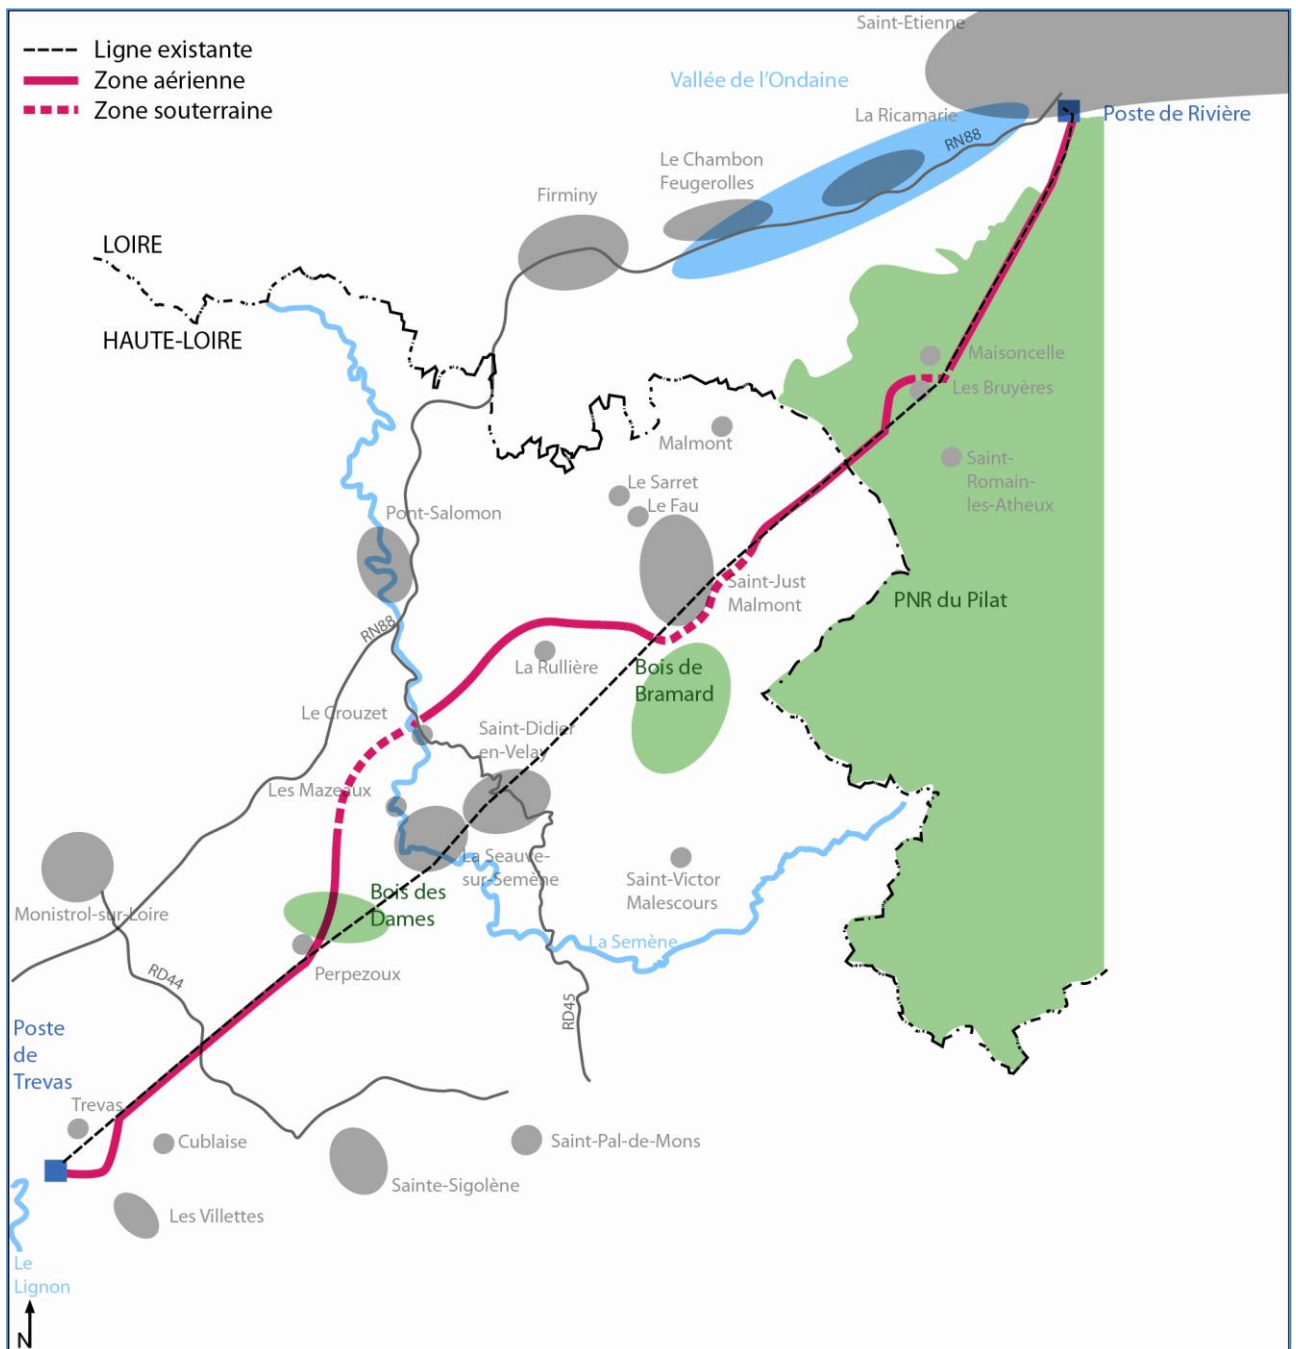 Saint-Etienne
Ligne existante
Zone aérienne
Zone souterraine
Vallée de l'Ondaine
La Ricamarie
Poste de Rivière
RN88
Le Chambon
Feugerolles
Firminy
LOIRE
HAUTE-LOIRE
Maisoncelle
Les Bruyères
Malmont
Saint-
Romain-
les-Atheux
Le Sarret
Le Fau
Pont-Salomon
Saint-Just
Malmont
PNR du Pilat
RN88
La Rullière
Bois de
Bramard
Le Crouzet
Saint-Didier
en-Velay
Les Mazeaux
La Seauve-
sur-Semène
Saint-Victor
Malescours
Bois des
Dames
Monistrol-sur-Loire
La Semène
Perpezoux
RD44
RD45
Poste
de
Trevas
Trevas
Cublaise
Saint-Pal-de-Mons
Sainte-Sigolène
Les Villettes
Le
Lignon
N